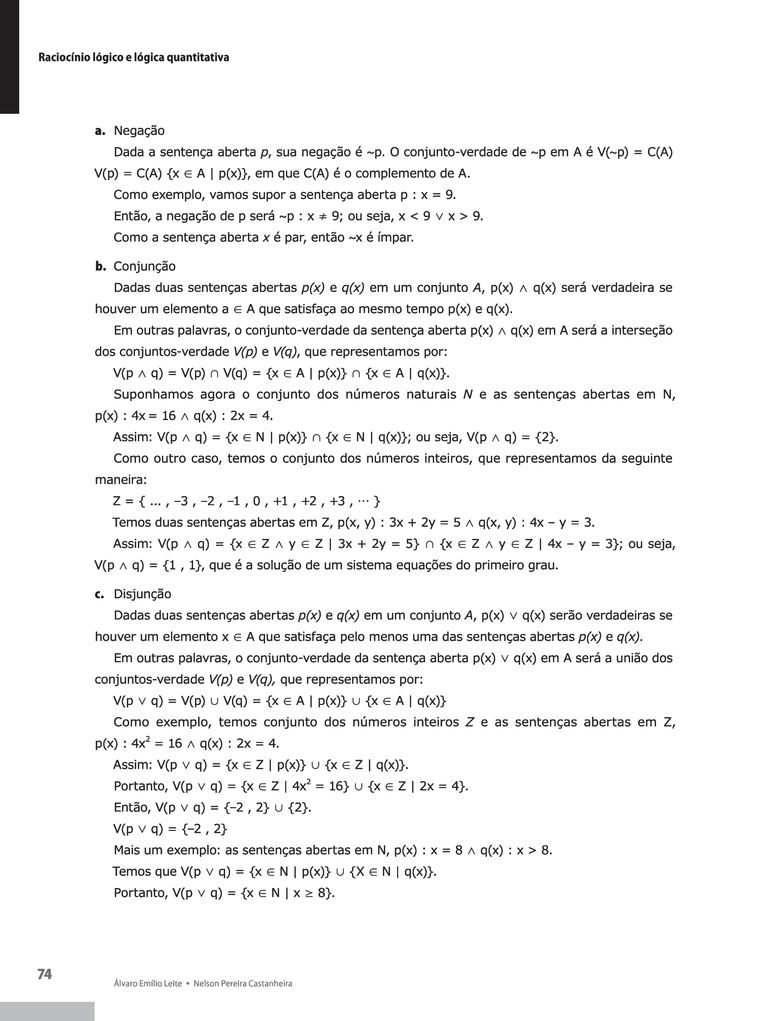 Raciocínio lógico e lógica quantitativa
a. Negação
Dada a sentença aberta p, sua negação é ~p. O conjunto-verdade de ~p em A é V(~p) = C(A)
V(p) = C(A) {x ∈ A | p(x)}, em que C(A) é o complemento de A.
Como exemplo, vamos supor a sentença aberta p : x = 9.
Então, a negação de p será ~p : x ≠ 9; ou seja, x < 9 ∨ x > 9.
Como a sentença aberta x é par, então ~x é ímpar.
b. Conjunção
Dadas duas sentenças abertas p(x) e q(x) em um conjunto A, p(x) ∧ q(x) será verdadeira se
houver um elemento a ∈ A que satisfaça ao mesmo tempo p(x) e q(x).
Em outras palavras, o conjunto-verdade da sentença aberta p(x) ∧ q(x) em A será a interseção
dos conjuntos-verdade V(p) e V(q), que representamos por:
V(p ∧ q) = V(p) ∩ V(q) = {x ∈ A | p(x)} ∩ {x ∈ A | q(x)}.
Suponhamos agora o conjunto dos números naturais N e as sentenças abertas em N,
p(x) : 4x = 16 ∧ q(x) : 2x = 4.
Assim: V(p ∧ q) = {x ∈ N | p(x)} ∩ {x ∈ N | q(x)}; ou seja, V(p ∧ q) = {2}.
Como outro caso, temos o conjunto dos números inteiros, que representamos da seguinte
maneira:
Z = { ... , –3 , –2 , –1 , 0 , +1 , +2 , +3 , ⋯ }
Temos duas sentenças abertas em Z, p(x, y) : 3x + 2y = 5 ∧ q(x, y) : 4x – y = 3.
Assim: V(p ∧ q) = {x ∈ Z ∧ y ∈ Z | 3x + 2y = 5} ∩ {x ∈ Z ∧ y ∈ Z | 4x – y = 3}; ou seja,
V(p ∧ q) = {1 , 1}, que é a solução de um sistema equações do primeiro grau.
c. Disjunção
Dadas duas sentenças abertas p(x) e q(x) em um conjunto A, p(x) ∨ q(x) serão verdadeiras se
houver um elemento x ∈ A que satisfaça pelo menos uma das sentenças abertas p(x) e q(x).
Em outras palavras, o conjunto-verdade da sentença aberta p(x) ∨ q(x) em A será a união dos
conjuntos-verdade V(p) e V(q), que representamos por:
V(p ∨ q) = V(p) ∪ V(q) = {x ∈ A | p(x)} ∪ {x ∈ A | q(x)}
Como exemplo, temos conjunto dos números inteiros Z e as sentenças abertas em Z,
p(x) : 4x² = 16 ∧ q(x) : 2x = 4.
Assim: V(p ∨ q) = {x ∈ Z | p(x)} ∪ {x ∈ Z | q(x)}.
Portanto, V(p ∨ q) = {x ∈ Z | 4x² = 16} ∪ {x ∈ Z | 2x = 4}.
Então, V(p ∨ q) = {–2 , 2} ∪ {2}.
V(p ∨ q) = {–2 , 2}
Mais um exemplo: as sentenças abertas em N, p(x) : x = 8 ∧ q(x) : x > 8.
Temos que V(p ∨ q) = {x ∈ N | p(x)} ∪ {X ∈ N | q(x)}.
Portanto, V(p ∨ q) = {x ∈ N | x ≥ 8}.
74
Álvaro Emílio Leite • Nelson Pereira Castanheira